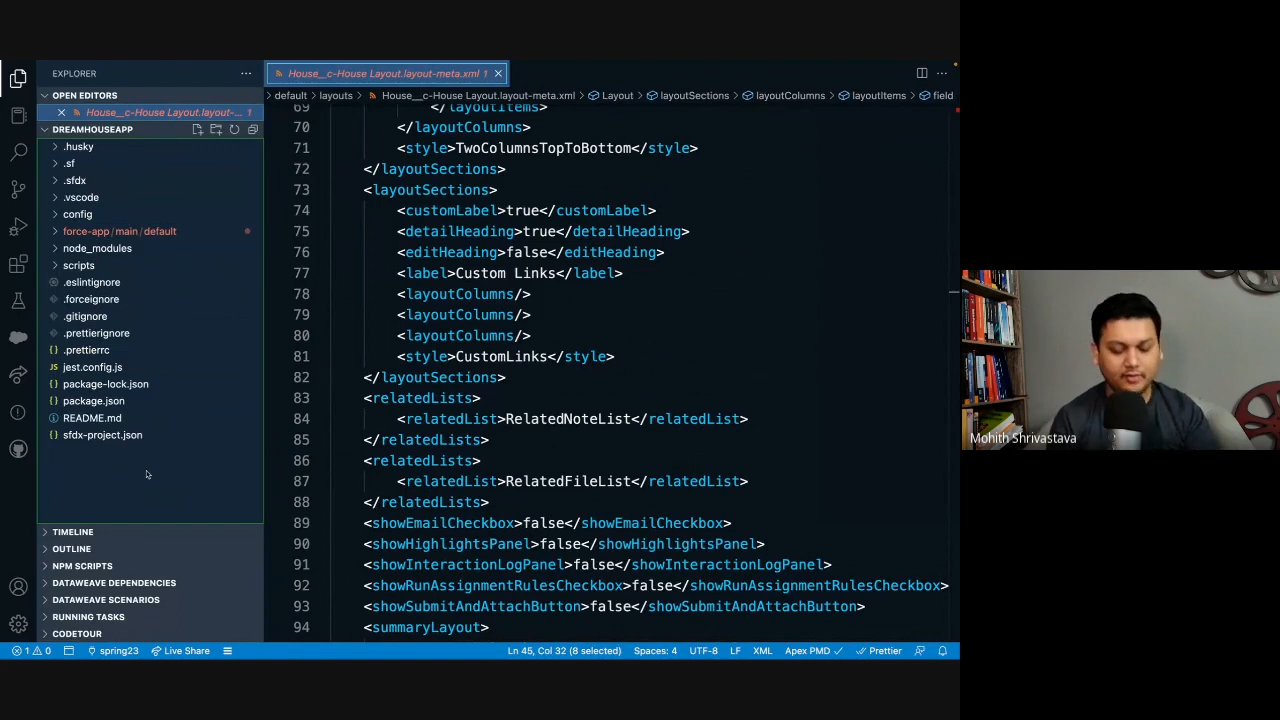 EXPLORER
OPEN EDITORS
House__c-House Layout.layout-... 1
DREAMHOUSEAPP
.husky
.sf
.sfdx
.vscode
config
force-app / main / default
node_modules
scripts
.eslintignore
.forceignore
.gitignore
.prettierignore
{} .prettierrc
JS jest.config.js
{} package-lock.json
{} package.json
README.md
{} sfdx-project.json
TIMELINE
OUTLINE
NPM SCRIPTS
DATAWEAVE DEPENDENCIES
DATAWEAVE SCENARIOS
RUNNING TASKS
CODETOUR
House__c-House Layout.layout-meta.xml 1
default > layouts > House__c-House Layout.layout-meta.xml > Layout > layoutSections > layoutColumns > layoutItems > field
69 </layoutItems>
70 </layoutColumns>
71 <style>TwoColumnsTopToBottom</style>
72 </layoutSections>
73 <layoutSections>
74 <customLabel>true</customLabel>
75 <detailHeading>true</detailHeading>
76 <editHeading>false</editHeading>
77 <label>Custom Links</label>
78 <layoutColumns/>
79 <layoutColumns/>
80 <layoutColumns/>
81 <style>CustomLinks</style>
82 </layoutSections>
83 <relatedLists>
84 <relatedList>RelatedNoteList</relatedList>
85 </relatedLists>
86 <relatedLists>
87 <relatedList>RelatedFileList</relatedList>
88 </relatedLists>
89 <showEmailCheckbox>false</showEmailCheckbox>
90 <showHighlightsPanel>false</showHighlightsPanel>
91 <showInteractionLogPanel>false</showInteractionLogPanel>
92 <showRunAssignmentRulesCheckbox>false</showRunAssignmentRulesCheckbox>
93 <showSubmitAndAttachButton>false</showSubmitAndAttachButton>
94 <summaryLayout>
1 0 spring23 Live Share Ln 45, Col 32 (8 selected) Spaces: 4 UTF-8 LF XML Apex PMD Prettier
Mohith Shrivastava